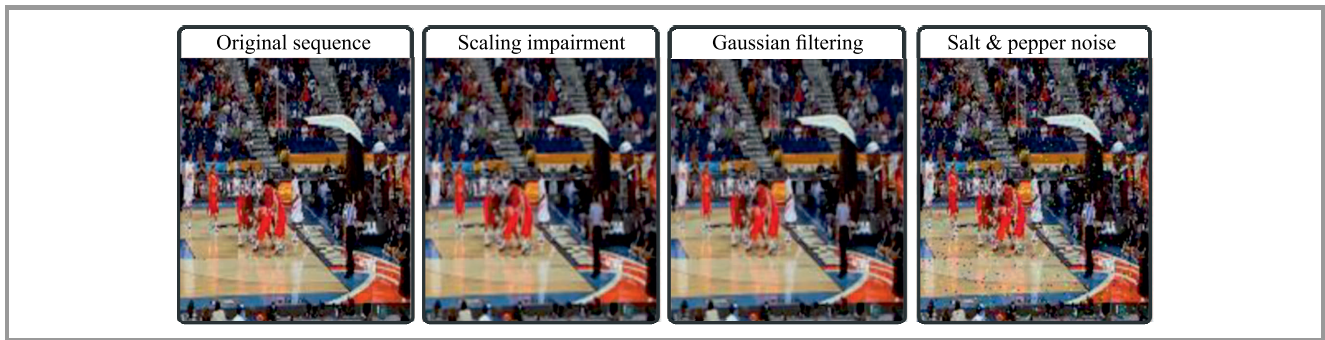 Original sequence
Scaling impairment
Gaussian filtering
Salt & pepper noise